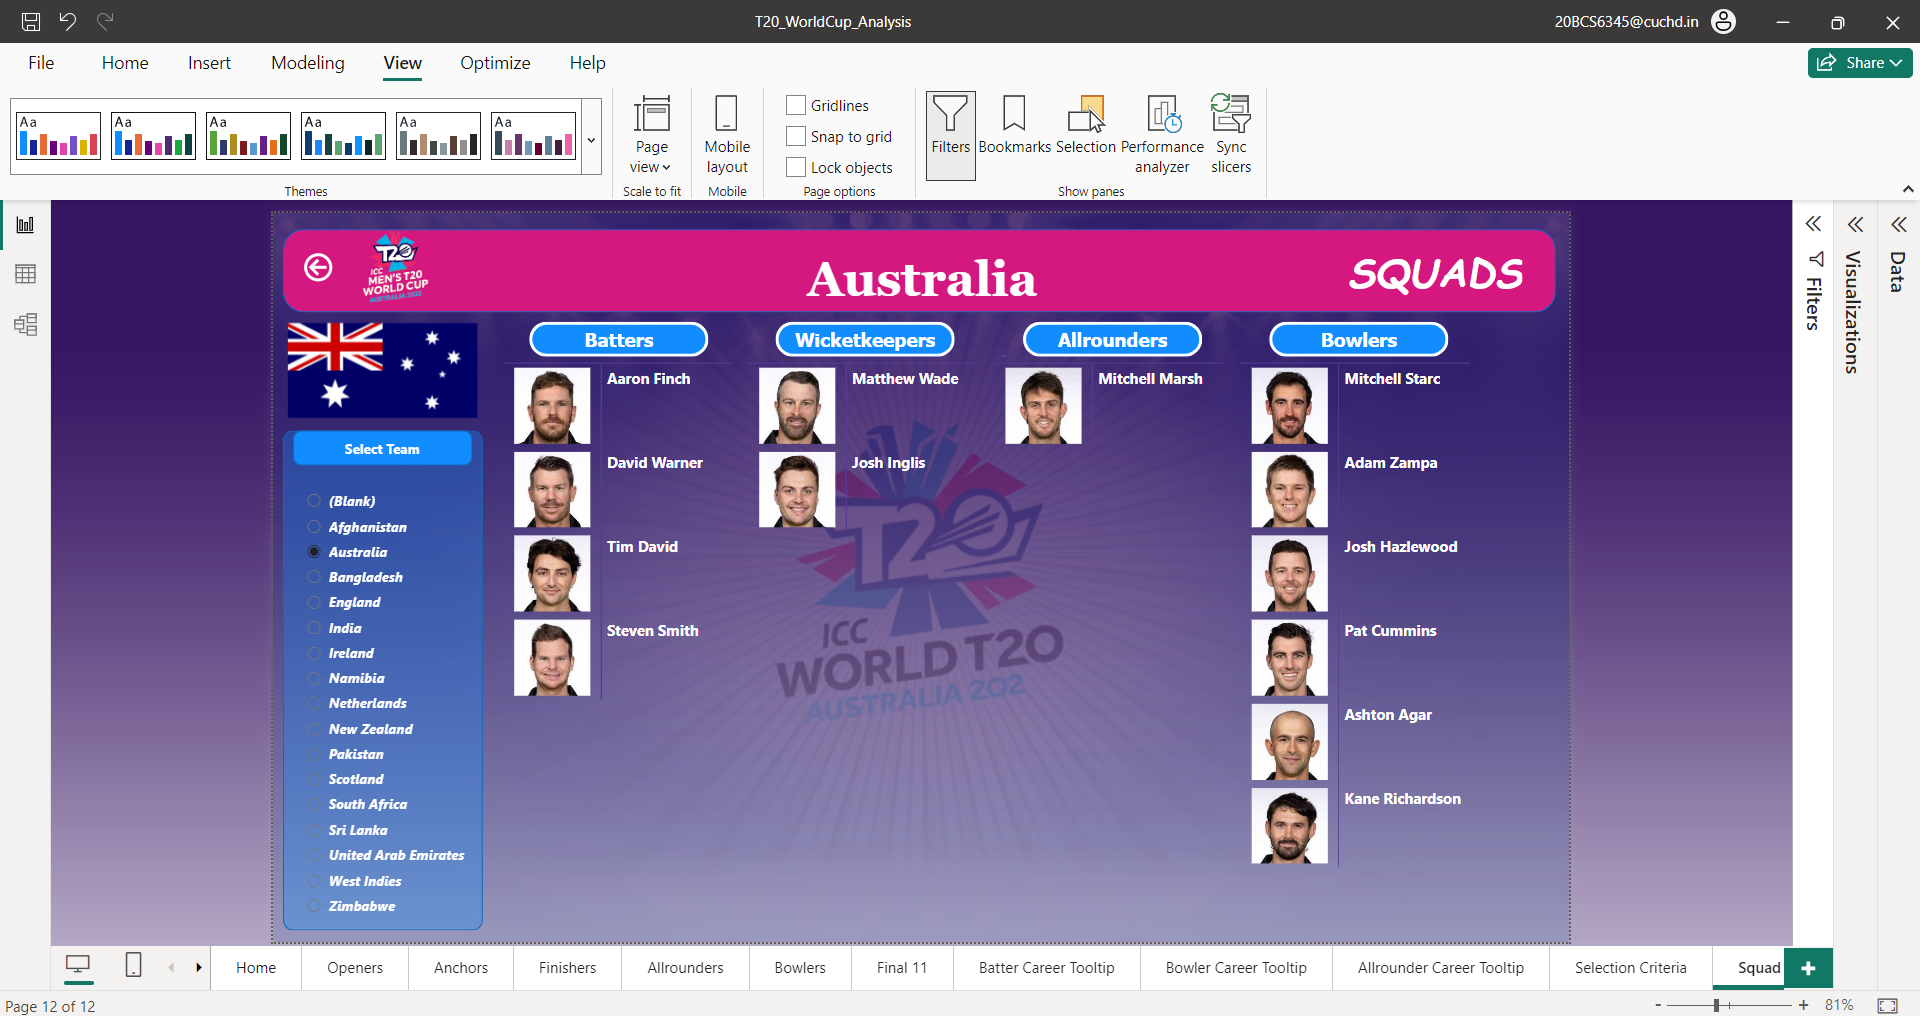 T20_WorldCup_Analysis
20BCS6345@cuchd.in
File
Home
Insert
Modeling
View
Optimize
Help
Share
Aa
Aa
Aa
Aa
Aa
Aa
Themes
Page
view
Scale to fit
Mobile
layout
Mobile
Gridlines
Snap to grid
Lock objects
Page options
Filters
Bookmarks
Selection
Performance
analyzer
Sync
slicers
Show panes
T20
ICC
MEN'S T20
WORLD CUP
AUSTRALIA 2022
Australia
SQUADS
Batters
Aaron Finch
David Warner
Tim David
Steven Smith
Wicketkeepers
Matthew Wade
Josh Inglis
Allrounders
Mitchell Marsh
Bowlers
Mitchell Starc
Adam Zampa
Josh Hazlewood
Pat Cummins
Ashton Agar
Kane Richardson
T20
ICC
WORLD T20
AUSTRALIA 202
Select Team
(Blank)
Afghanistan
Australia
Bangladesh
England
India
Ireland
Namibia
Netherlands
New Zealand
Pakistan
Scotland
South Africa
Sri Lanka
United Arab Emirates
West Indies
Zimbabwe
Filters
Visualizations
Data
Home
Openers
Anchors
Finishers
Allrounders
Bowlers
Final 11
Batter Career Tooltip
Bowler Career Tooltip
Allrounder Career Tooltip
Selection Criteria
Squad
+
Page 12 of 12
- + 81%